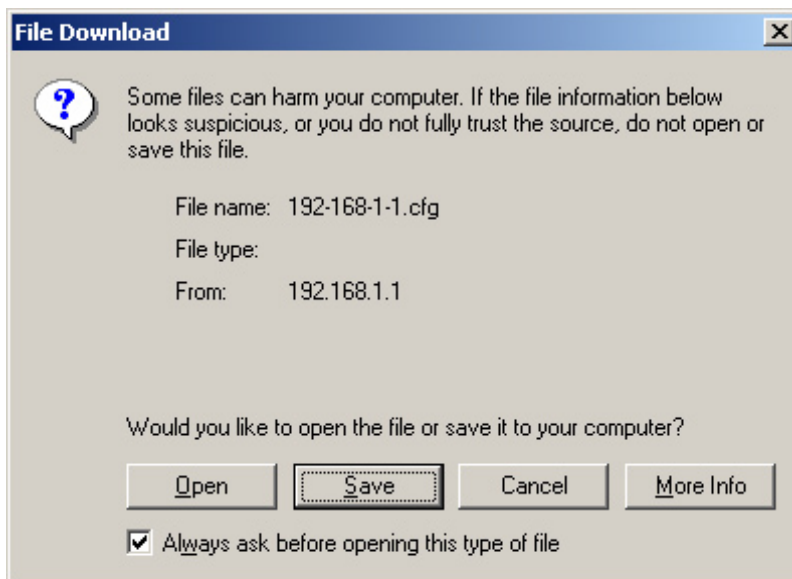 File Download
Some files can harm your computer. If the file information below
looks suspicious, or you do not fully trust the source, do not open or
save this file.
File name: 192-168-1-1.cfg
File type:
From: 192.168.1.1
Would you like to open the file or save it to your computer?
Open Save Cancel More Info
Always ask before opening this type of file